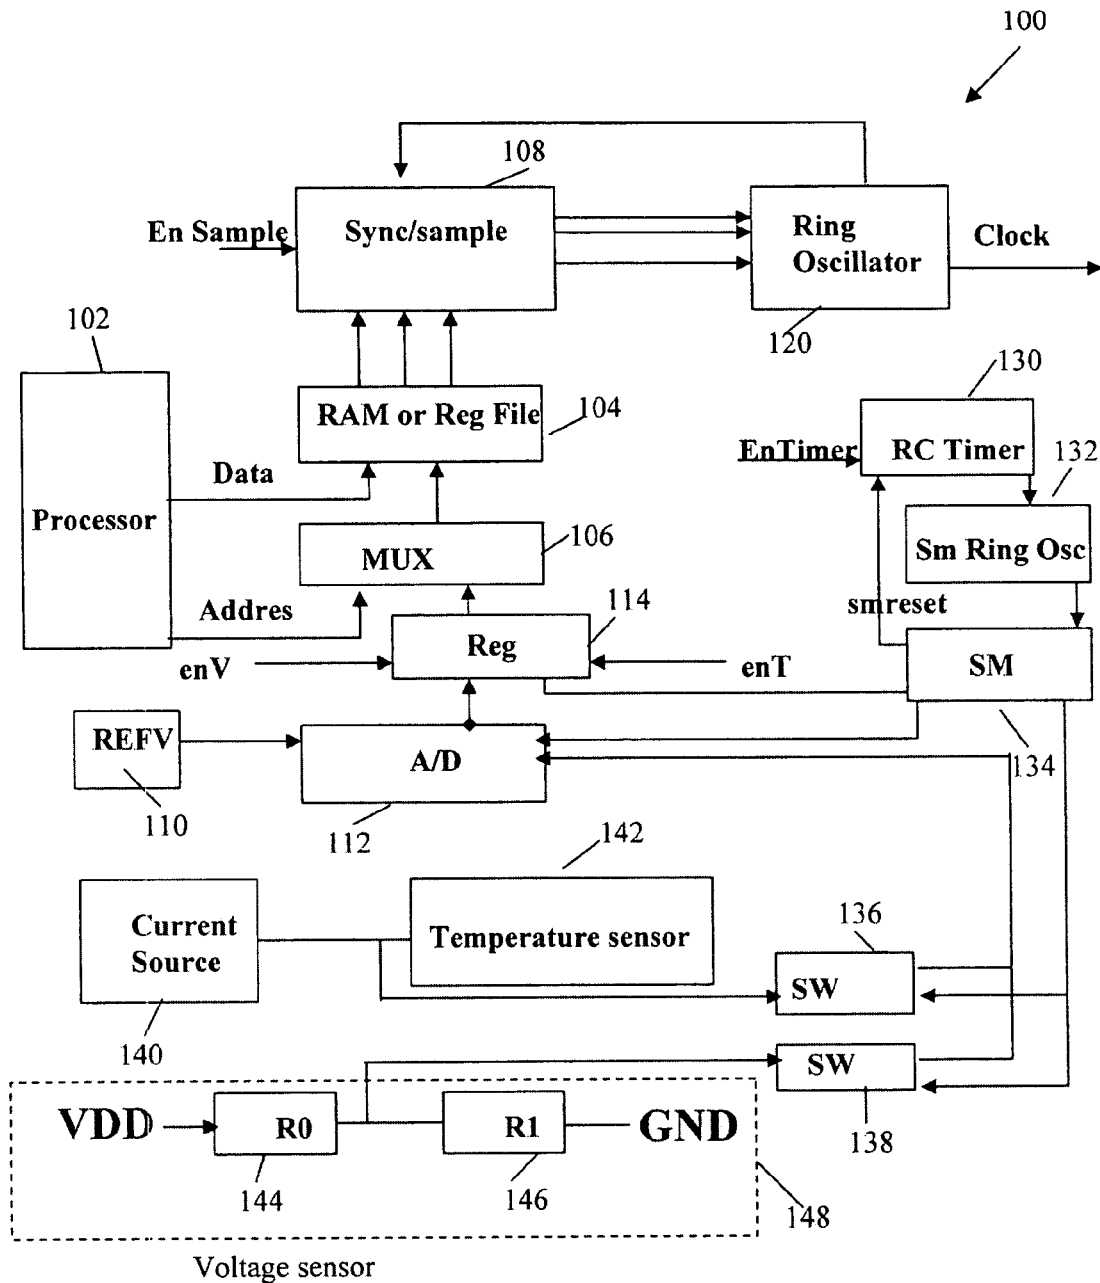 100
108
En Sample
Sync/sample
Ring
Oscillator
Clock
102
120
130
RAM or Reg File
104
EnTimer
RC Timer
132
Data
Processor
MUX
106
Sm Ring Osc
Addres
114
smreset
Reg
enV
enT
SM
REFV
A/D
134
110
112
142
Current
Source
Temperature sensor
136
SW
140
SW
VDD
R0
R1
GND
138
144
146
148
Voltage sensor